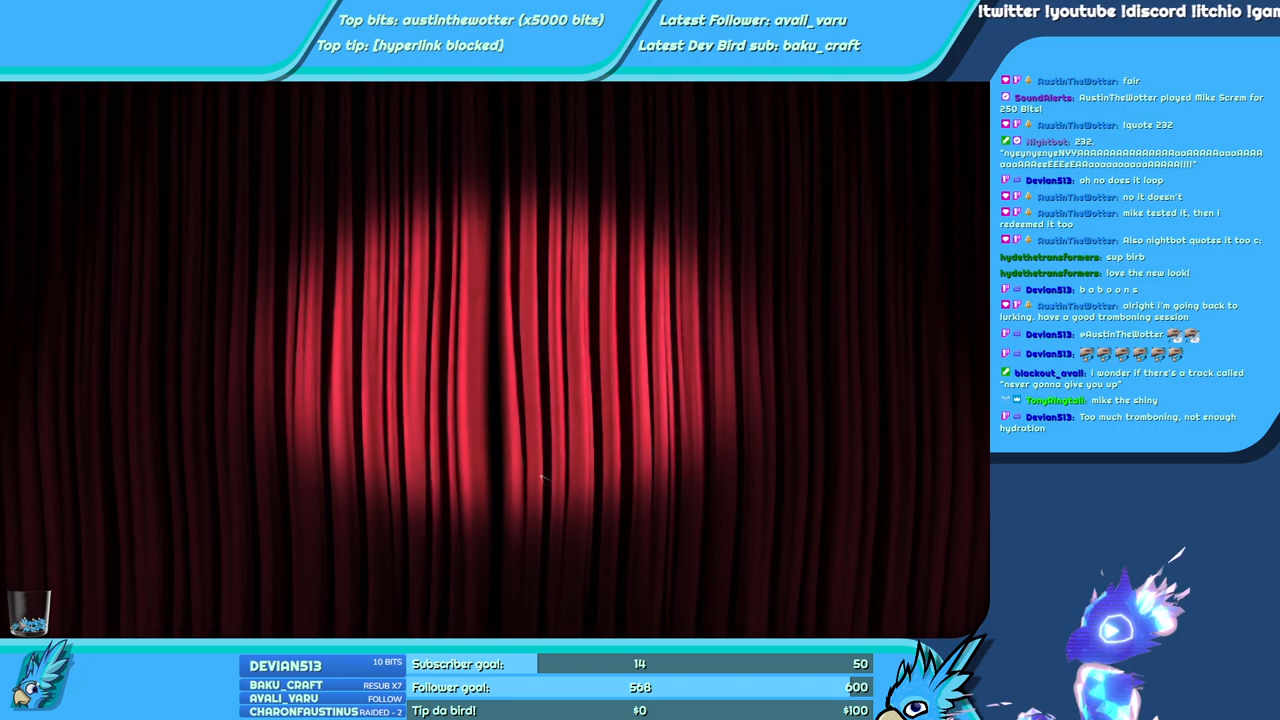 Top bits: austinthewotter (x5000 bits)
Top tip: [hyperlink blocked]
Latest Follower: avali_varu
Latest Dev Bird sub: baku_craft
!twitter !youtube !discord !itchio !gam
AustinTheWotter: fair
SoundAlerts: AustinTheWotter played Mike Screm for
250 Bits!
AustinTheWotter: !quote 232
Nightbot: 232,
Devian513: oh no does it loop
AustinTheWotter: no it doesn't
AustinTheWotter: mike tested it, then i
redeemed it too
AustinTheWotter: Also nightbot quotes it too c:
hydethetransformers: sup birb
hydethetransformers: love the new look!
Devian513: b a b o o n s
AustinTheWotter: alright i'm going back to
lurking, have a good tromboning session
Devian513: @AustinTheWotter
Devian513:
blackout_avali: I wonder if there's a track called
"never gonna give you up"
TonyRingtail: mike the shiny
Devian513: Too much tromboning, not enough
hydration
DEVIAN513 10 BITS
BAKU_CRAFT RESUB X7
AVALI_VARU FOLLOW
CHARONFAUSTINUS RAIDED - 2
Subscriber goal: 14 50
Follower goal: 568 600
Tip da bird! $0 $100